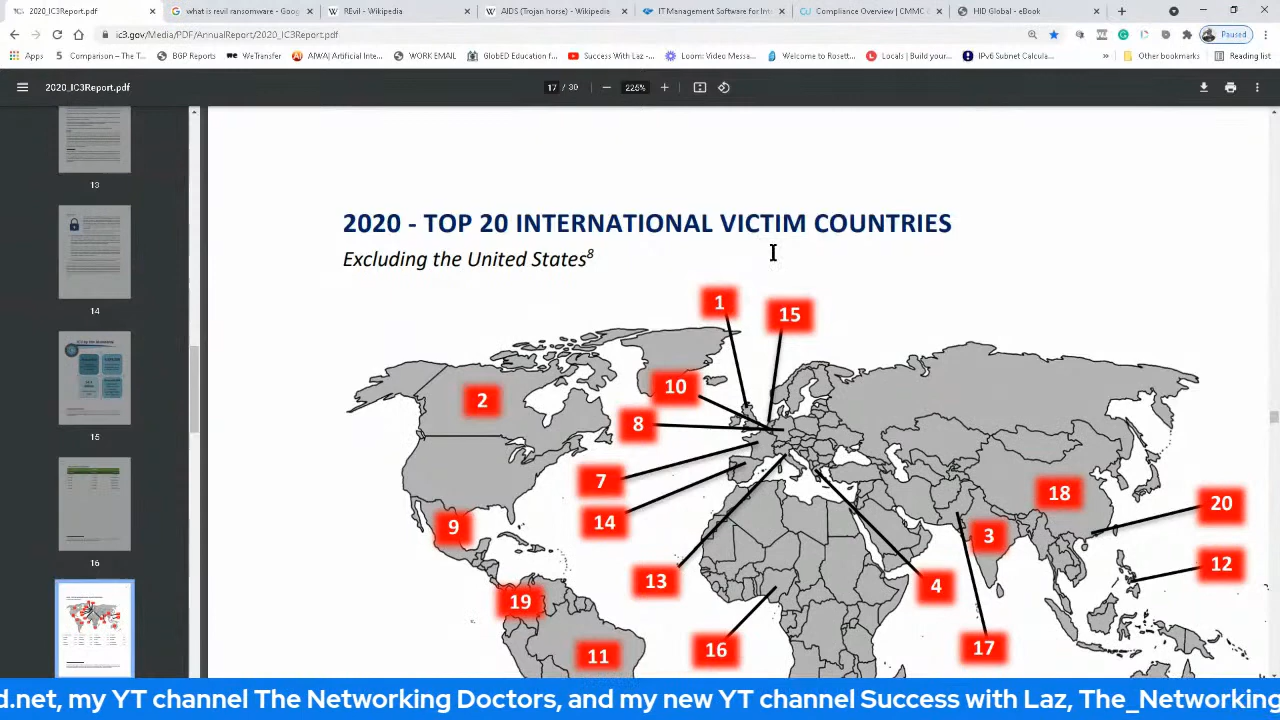 2020_IC3Report.pdf
what is revil ransomware - Goog
REvil - Wikipedia
AIDS (Trojan horse) - Wikipedia
IT Management Software for Int
Compliance Overview | CMMC
HID Global - eBook
ic3.gov/Media/PDF/AnnualReport/2020_IC3Report.pdf
Paused
Apps
5 Comparison – The T...
BGP Reports
WeTransfer
AI/WA| Artificial Inte...
WORK EMAIL
GlobED Education f...
Success With Laz -...
Loom: Video Messa...
Welcome to Rosett...
Locals | Build your...
IPv6 Subnet Calcula...
»
Other bookmarks
Reading list
2020_IC3Report.pdf
17 / 30
225%
13
14
15
16
2020 - TOP 20 INTERNATIONAL VICTIM COUNTRIES
Excluding the United States8
1
15
2
10
8
7
14
9
13
4
18
3
20
12
17
19
16
11
d.net, my YT channel The Networking Doctors, and my new YT channel Success with Laz, The_Networking